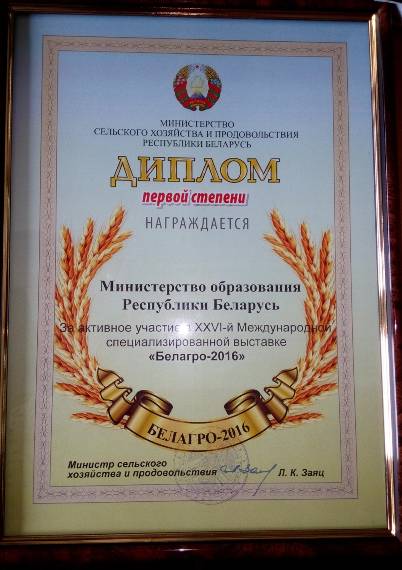 МИНИСТЕРСТВО
СЕЛЬСКОГО ХОЗЯЙСТВА И ПРОДОВОЛЬСТВИЯ
РЕСПУБЛИКИ БЕЛАРУСЬ
ДИПЛОМ
первой степени
НАГРАЖДАЕТСЯ
Министерство образования
Республики Беларусь
За активное участие в XXVI-й Международной
специализированной выставке
«Белагро-2016»
БЕЛАГРО-2016
Министр сельского
хозяйства и продовольствия
Л. К. Заяц